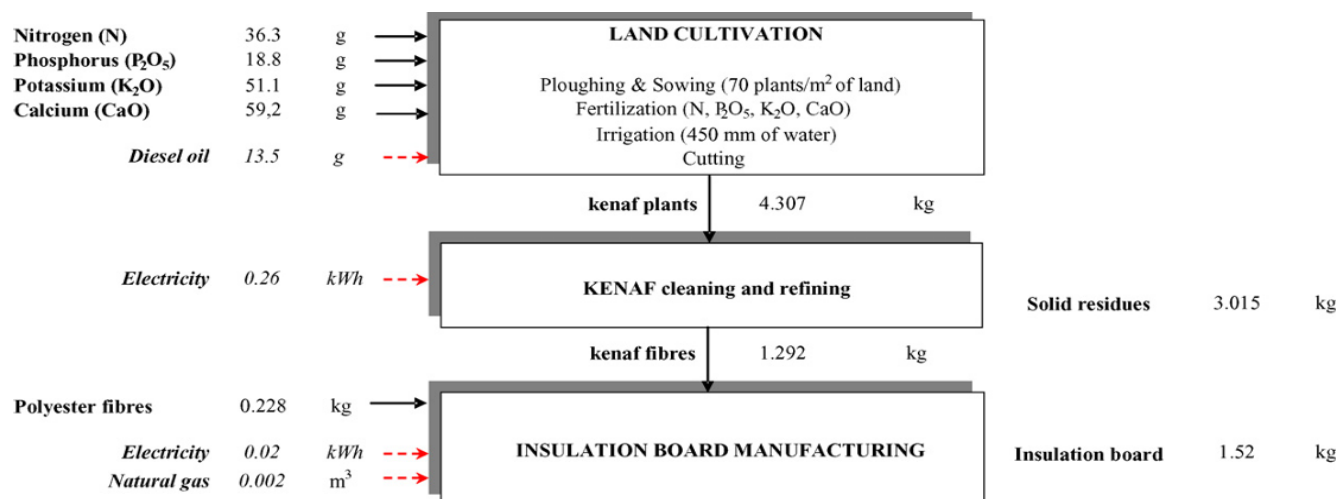 LAND CULTIVATION
Nitrogen (N) 36.3 g
Phosphorus (P₂O₅) 18.8 g
Potassium (K₂O) 51.1 g
Calcium (CaO) 59,2 g
Diesel oil 13.5 g
Ploughing & Sowing (70 plants/m² of land)
Fertilization (N, P₂O₅, K₂O, CaO)
Irrigation (450 mm of water)
Cutting
kenaf plants 4.307 kg
Electricity 0.26 kWh
KENAF cleaning and refining
Solid residues 3.015 kg
kenaf fibres 1.292 kg
Polyester fibres 0.228 kg
Electricity 0.02 kWh
Natural gas 0.002 m³
INSULATION BOARD MANUFACTURING
Insulation board 1.52 kg